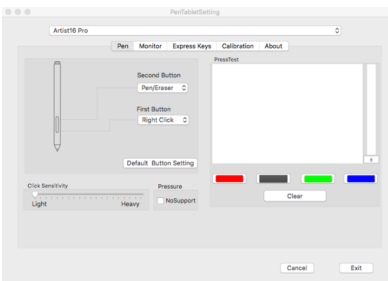 PenTabletSetting
Artist16 Pro
Pen Monitor Express Keys Calibration About
Second Button
Pen/Eraser
First Button
Right Click
Default Button Setting
PressTest
Click Sensitivity
Light Heavy
Pressure
NoSupport
Clear
Cancel Exit